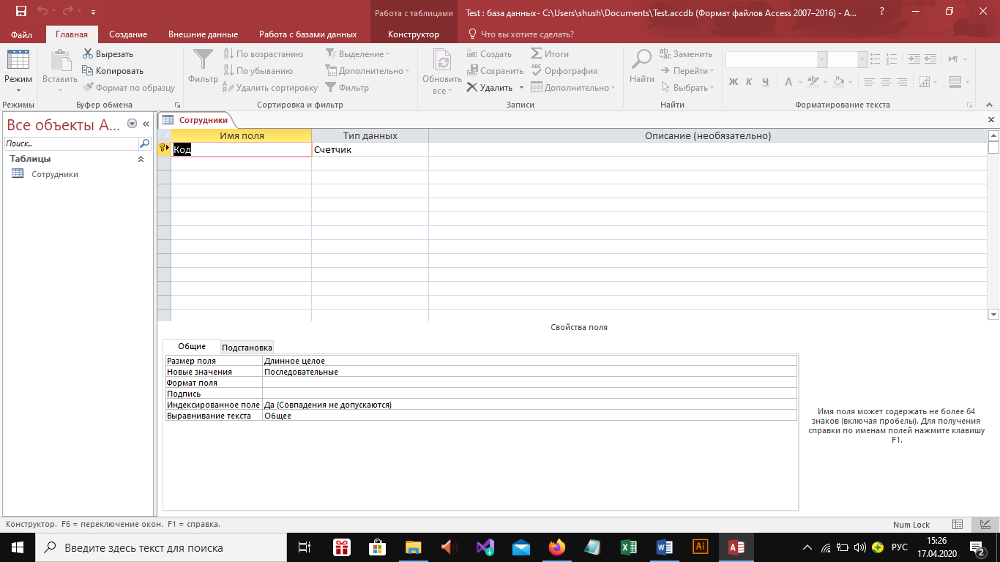 Работа с таблицами
Test : база данных- C:\Users\shush\Documents\Test.accdb (Формат файлов Access 2007–2016) - A...
?
Файл Главная Создание Внешние данные Работа с базами данных Конструктор Что вы хотите сделать?
Режим
Режимы
Вставить
Вырезать
Копировать
Формат по образцу
Буфер обмена
Фильтр
По возрастанию
По убыванию
Удалить сортировку
Выделение
Дополнительно
Фильтр
Сортировка и фильтр
Обновить
все
Создать
Сохранить
Удалить
Итоги
Орфография
Дополнительно
Записи
Найти
Заменить
Перейти
Выбрать
Найти
Ж К Ч A
Форматирование текста
Все объекты A...
Поиск...
Таблицы
Сотрудники
Сотрудники
Имя поля Тип данных Описание (необязательно)
Код Счетчик
Свойства поля
Общие Подстановка
Размер поля Длинное целое
Новые значения Последовательные
Формат поля
Подпись
Индексированное поле Да (Совпадения не допускаются)
Выравнивание текста Общее
Имя поля может содержать не более 64
знаков (включая пробелы). Для получения
справки по именам полей нажмите клавишу
F1.
Конструктор. F6 = переключение окон. F1 = справка.
Num Lock
Введите здесь текст для поиска
Ai
РУС
15:26
17.04.2020
2